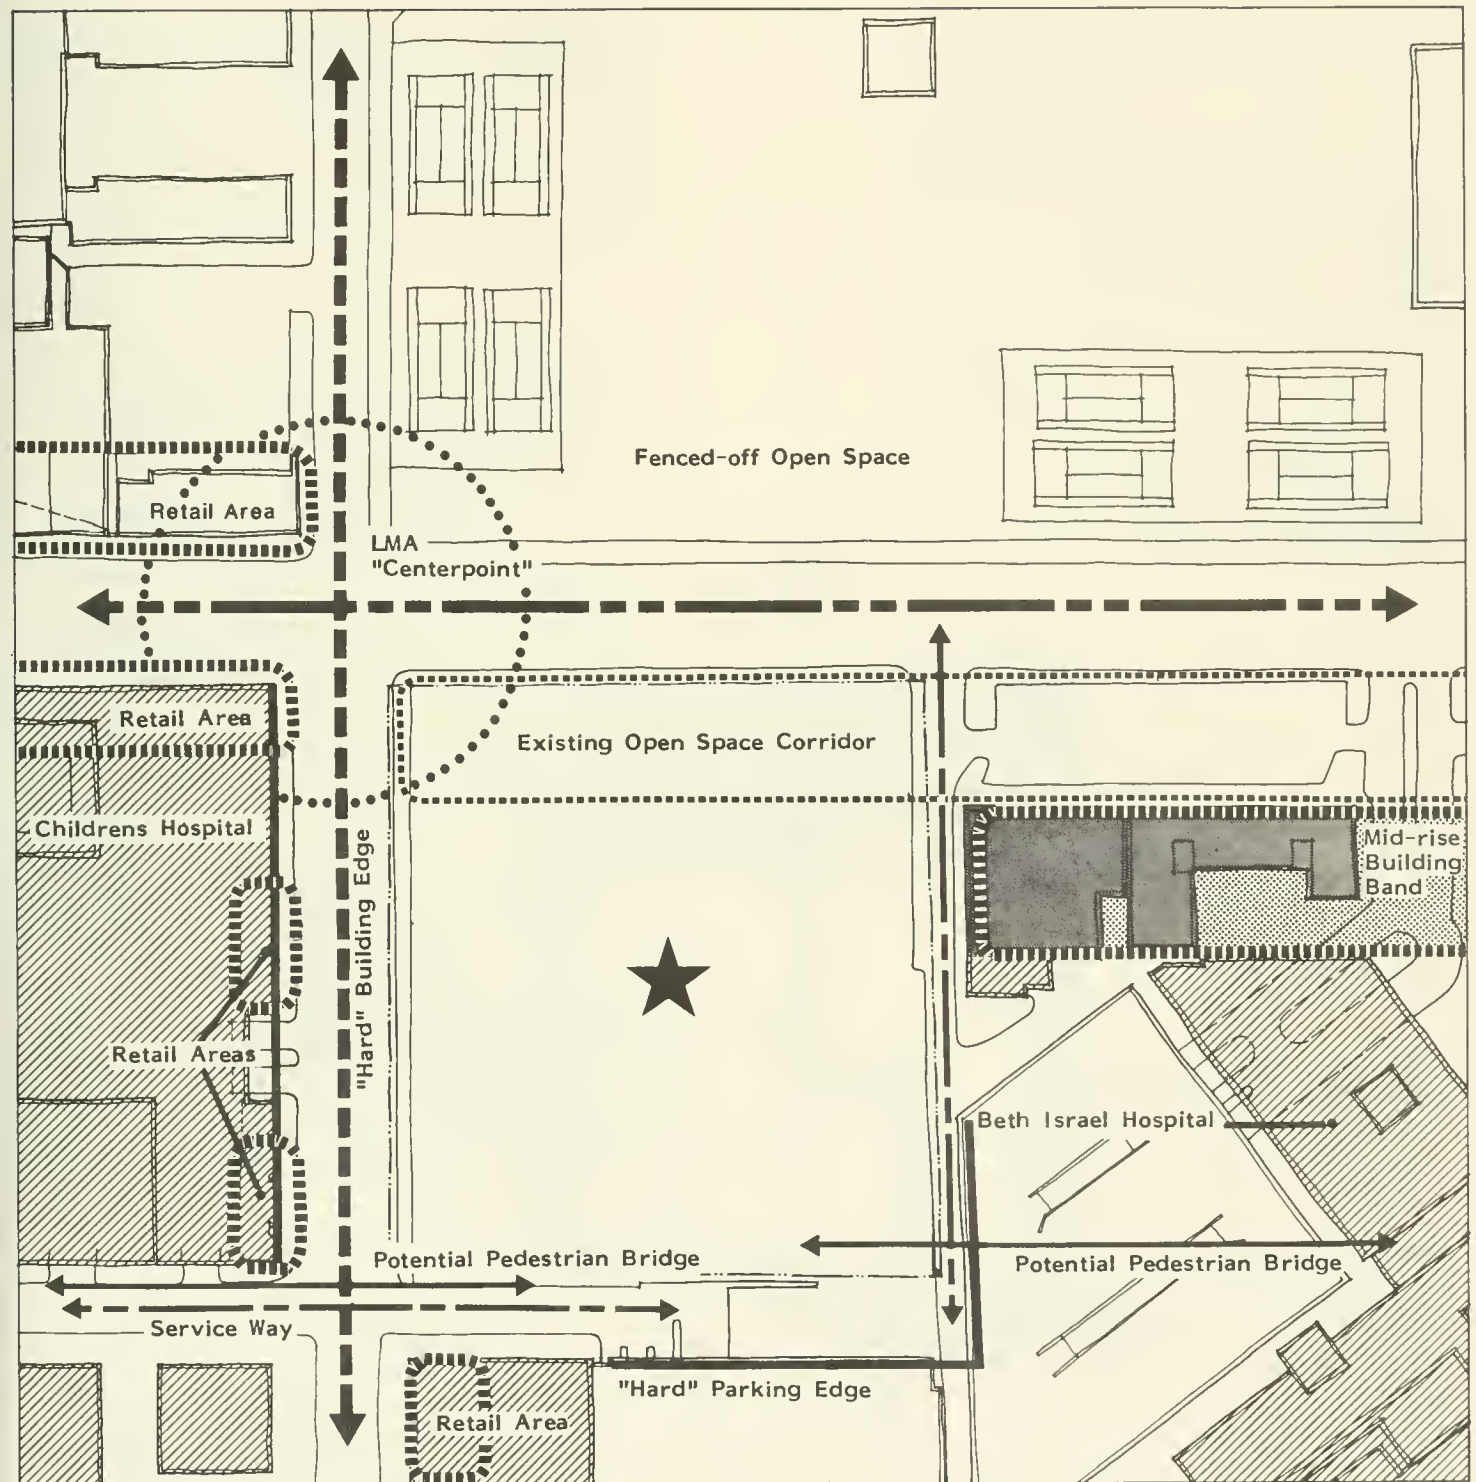 Fenced-off Open Space
Retail Area
LMA
"Centerpoint"
Retail Area
Existing Open Space Corridor
Childrens Hospital
"Hard" Building Edge
Mid-rise
Building
Band
Retail Areas
Beth Israel Hospital
Potential Pedestrian Bridge
Potential Pedestrian Bridge
Service Way
"Hard" Parking Edge
Retail Area